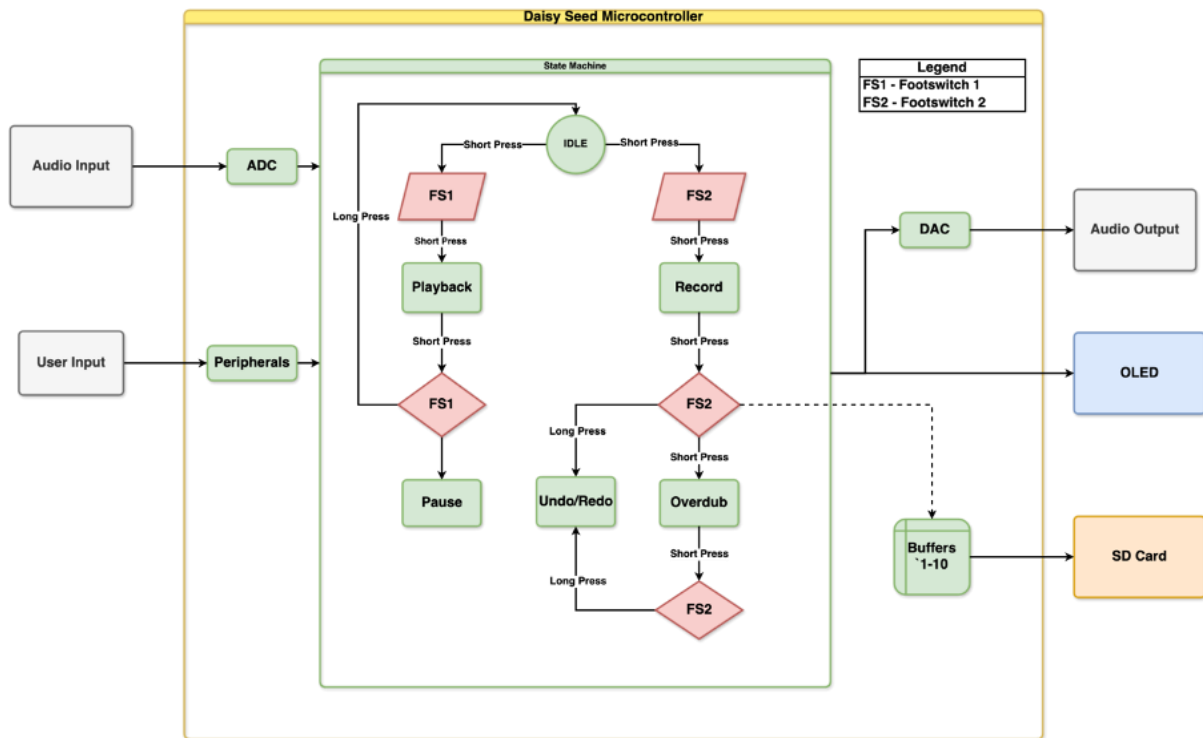 Daisy Seed Microcontroller
State Machine
Legend
FS1 - Footswitch 1
FS2 - Footswitch 2
IDLE
Short Press
Short Press
Audio Input
ADC
FS1
FS2
Long Press
DAC
Audio Output
Short Press
Short Press
Playback
Record
Short Press
Short Press
User Input
Peripherals
OLED
FS1
FS2
Long Press
Short Press
Pause
Undo/Redo
Overdub
Buffers
`1-10
SD Card
Short Press
Long Press
FS2